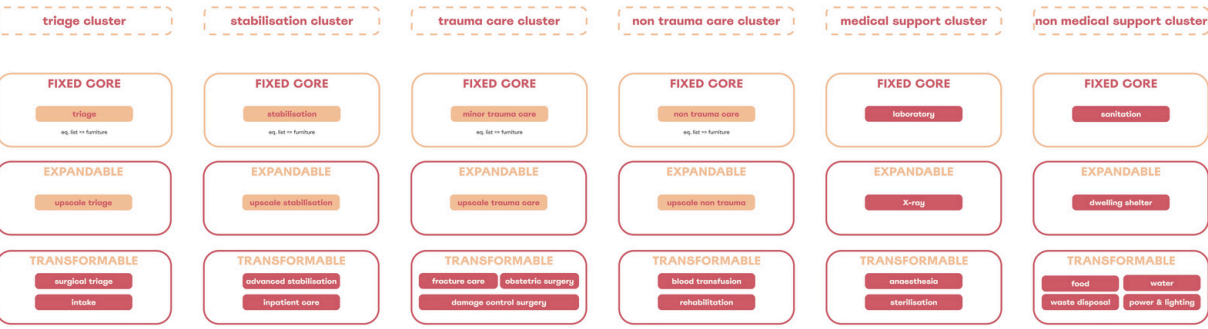 triage cluster
stabilisation cluster
trauma care cluster
non trauma care cluster
medical support cluster
non medical support cluster
FIXED CORE
triage
eq. list => furniture
FIXED CORE
stabilisation
eq. list => furniture
FIXED CORE
minor trauma care
eq. list => furniture
FIXED CORE
non trauma care
eq. list => furniture
FIXED CORE
laboratory
FIXED CORE
sanitation
EXPANDABLE
upscale triage
EXPANDABLE
upscale stabilisation
EXPANDABLE
upscale trauma care
EXPANDABLE
upscale non trauma
EXPANDABLE
X-ray
EXPANDABLE
dwelling shelter
TRANSFORMABLE
surgical triage
intake
TRANSFORMABLE
advanced stabilisation
inpatient care
TRANSFORMABLE
fracture care
obstetric surgery
damage control surgery
TRANSFORMABLE
blood transfusion
rehabilitation
TRANSFORMABLE
anaesthesia
sterilisation
TRANSFORMABLE
food
water
waste disposal
power & lighting